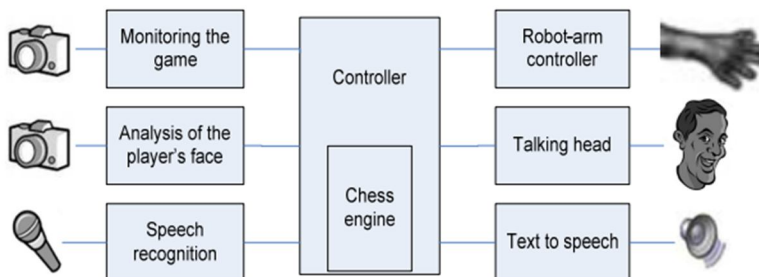 Monitoring the
game
Robot-arm
controller
Controller
Analysis of the
player's face
Talking head
Chess
engine
Speech
recognition
Text to speech